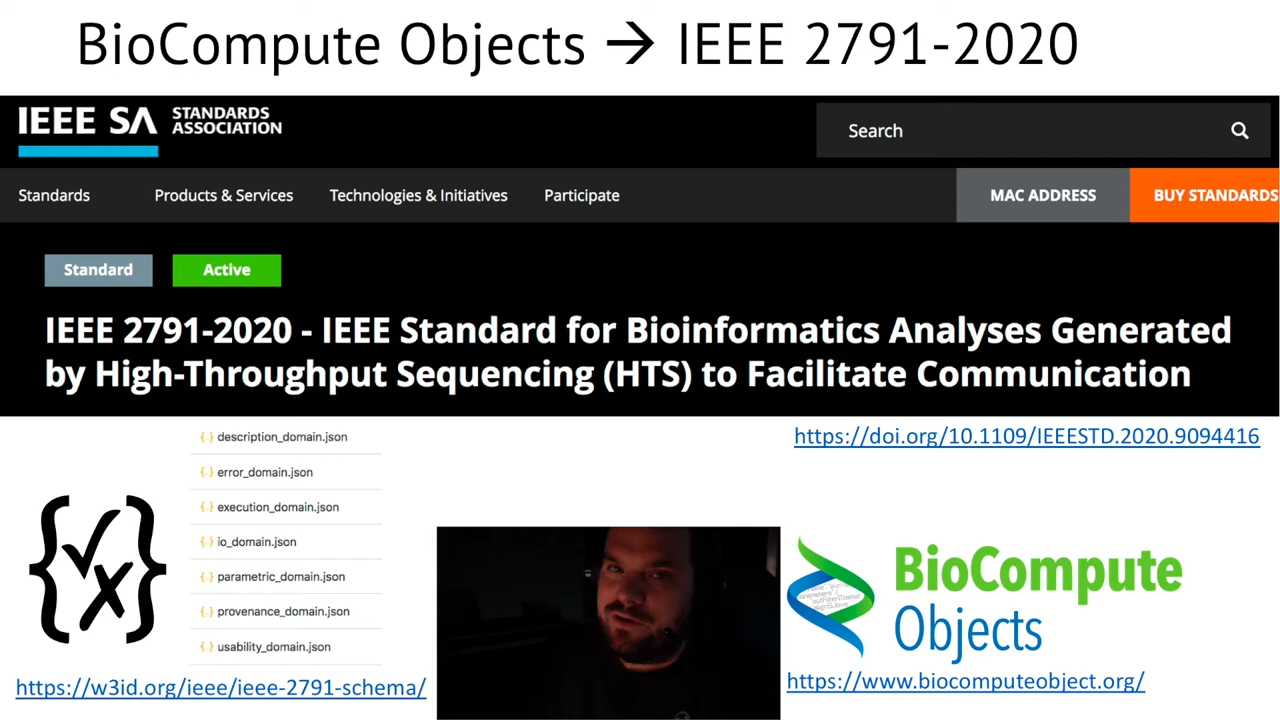 BioCompute Objects → IEEE 2791-2020
IEEE SA STANDARDS ASSOCIATION
Search
Standards Products & Services Technologies & Initiatives Participate MAC ADDRESS BUY STANDARDS
Standard Active
IEEE 2791-2020 - IEEE Standard for Bioinformatics Analyses Generated
by High-Throughput Sequencing (HTS) to Facilitate Communication
https://doi.org/10.1109/IEEESTD.2020.9094416
{..} description_domain.json
{..} error_domain.json
{..} execution_domain.json
{..} io_domain.json
{..} parametric_domain.json
{..} provenance_domain.json
{..} usability_domain.json
https://w3id.org/ieee/ieee-2791-schema/
BioCompute
Objects
https://www.biocomputeobject.org/